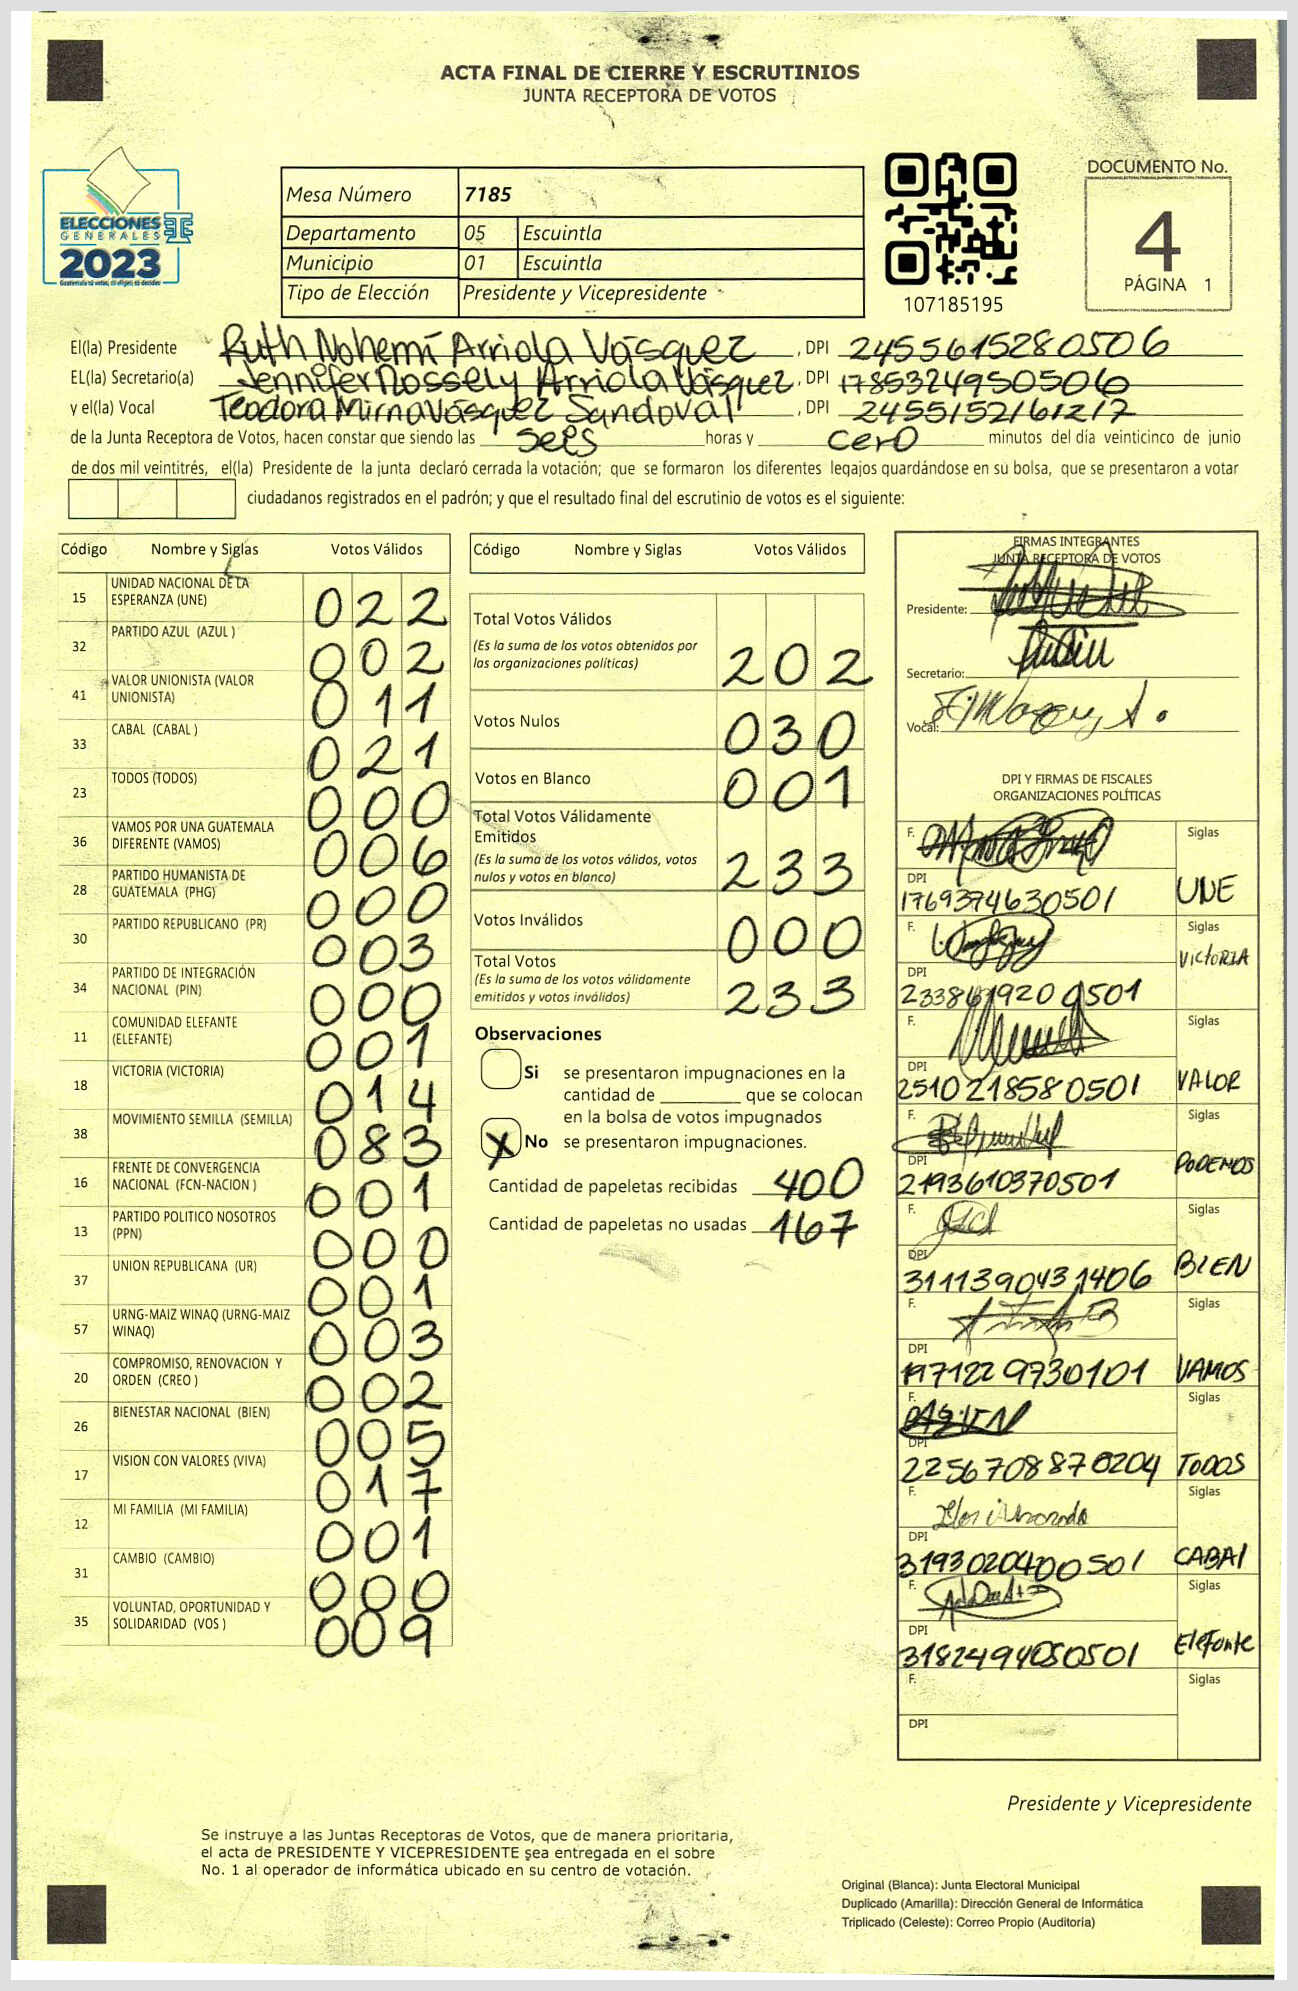 ACTA FINAL DE CIERRE Y ESCRUTINIOS
JUNTA RECEPTORA DE VOTOS
ELECCIONES
GENERALES
2023
Guatemala tú votas, tú eliges, tú decides
Mesa Número 7185
Departamento 05 Escuintla
Municipio 01 Escuintla
Tipo de Elección Presidente y Vicepresidente
107185195
DOCUMENTO No.
4
PÁGINA 1
El(la) Presidente Ruth Nohemí Arriola Vásquez, DPI 2455615280506
EL(la) Secretario(a) Jennifer Rossely Arriola Vásquez, DPI 1785324950506
y el(la) Vocal Teodora Mirna Vásquez Sandoval, DPI 2455152161217
de la Junta Receptora de Votos, hacen constar que siendo las seis horas y cero minutos del día veinticinco de junio
de dos mil veintitrés, el(la) Presidente de la junta declaró cerrada la votación; que se formaron los diferentes legajos guardándose en su bolsa, que se presentaron a votar
ciudadanos registrados en el padrón; y que el resultado final del escrutinio de votos es el siguiente:
Código Nombre y Siglas Votos Válidos
15 UNIDAD NACIONAL DE LA ESPERANZA (UNE) 022
32 PARTIDO AZUL (AZUL ) 002
41 VALOR UNIONISTA (VALOR UNIONISTA) 011
33 CABAL (CABAL ) 021
23 TODOS (TODOS) 000
36 VAMOS POR UNA GUATEMALA DIFERENTE (VAMOS) 006
28 PARTIDO HUMANISTA DE GUATEMALA (PHG) 000
30 PARTIDO REPUBLICANO (PR) 003
34 PARTIDO DE INTEGRACIÓN NACIONAL (PIN) 000
11 COMUNIDAD ELEFANTE (ELEFANTE) 001
18 VICTORIA (VICTORIA) 014
38 MOVIMIENTO SEMILLA (SEMILLA) 083
16 FRENTE DE CONVERGENCIA NACIONAL (FCN-NACION ) 001
13 PARTIDO POLITICO NOSOTROS (PPN) 000
37 UNION REPUBLICANA (UR) 001
57 URNG-MAIZ WINAQ (URNG-MAIZ WINAQ) 003
20 COMPROMISO, RENOVACION Y ORDEN (CREO ) 002
26 BIENESTAR NACIONAL (BIEN) 005
17 VISION CON VALORES (VIVA) 017
12 MI FAMILIA (MI FAMILIA) 001
31 CAMBIO (CAMBIO) 000
35 VOLUNTAD, OPORTUNIDAD Y SOLIDARIDAD (VOS ) 009
Código Nombre y Siglas Votos Válidos
Total Votos Válidos
(Es la suma de los votos obtenidos por
las organizaciones políticas) 202
Votos Nulos 030
Votos en Blanco 001
Total Votos Válidamente
Emitidos
(Es la suma de los votos válidos, votos
nulos y votos en blanco) 233
Votos Inválidos 000
Total Votos
(Es la suma de los votos válidamente
emitidos y votos inválidos) 233
Observaciones
Si se presentaron impugnaciones en la
cantidad de ________ que se colocan
en la bolsa de votos impugnados
X No se presentaron impugnaciones.
Cantidad de papeletas recibidas 400
Cantidad de papeletas no usadas 167
FIRMAS INTEGRANTES
JUNTA RECEPTORA DE VOTOS
Presidente:
Secretario:
Vocal:
DPI Y FIRMAS DE FISCALES
ORGANIZACIONES POLÍTICAS
F. Siglas
DPI 1769374630501 UNE
F. Siglas
DPI 2338619200501 VICTORIA
F. Siglas
DPI 2510218580501 VALOR
F. Siglas
DPI 2193610370501 PODEMOS
F. Siglas
DPI 3111390431406 BIEN
F. Siglas
DPI 1971229730101 VAMOS
F. Siglas
DPI 2256708870204 TODOS
F. Siglas
DPI 3193020400501 CABAl
F. Siglas
DPI 3182494050501 Elefante
F. Siglas
DPI
Presidente y Vicepresidente
Se instruye a las Juntas Receptoras de Votos, que de manera prioritaria,
el acta de PRESIDENTE Y VICEPRESIDENTE sea entregada en el sobre
No. 1 al operador de informática ubicado en su centro de votación.
Original (Blanca): Junta Electoral Municipal
Duplicado (Amarilla): Dirección General de Informática
Triplicado (Celeste): Correo Propio (Auditoría)